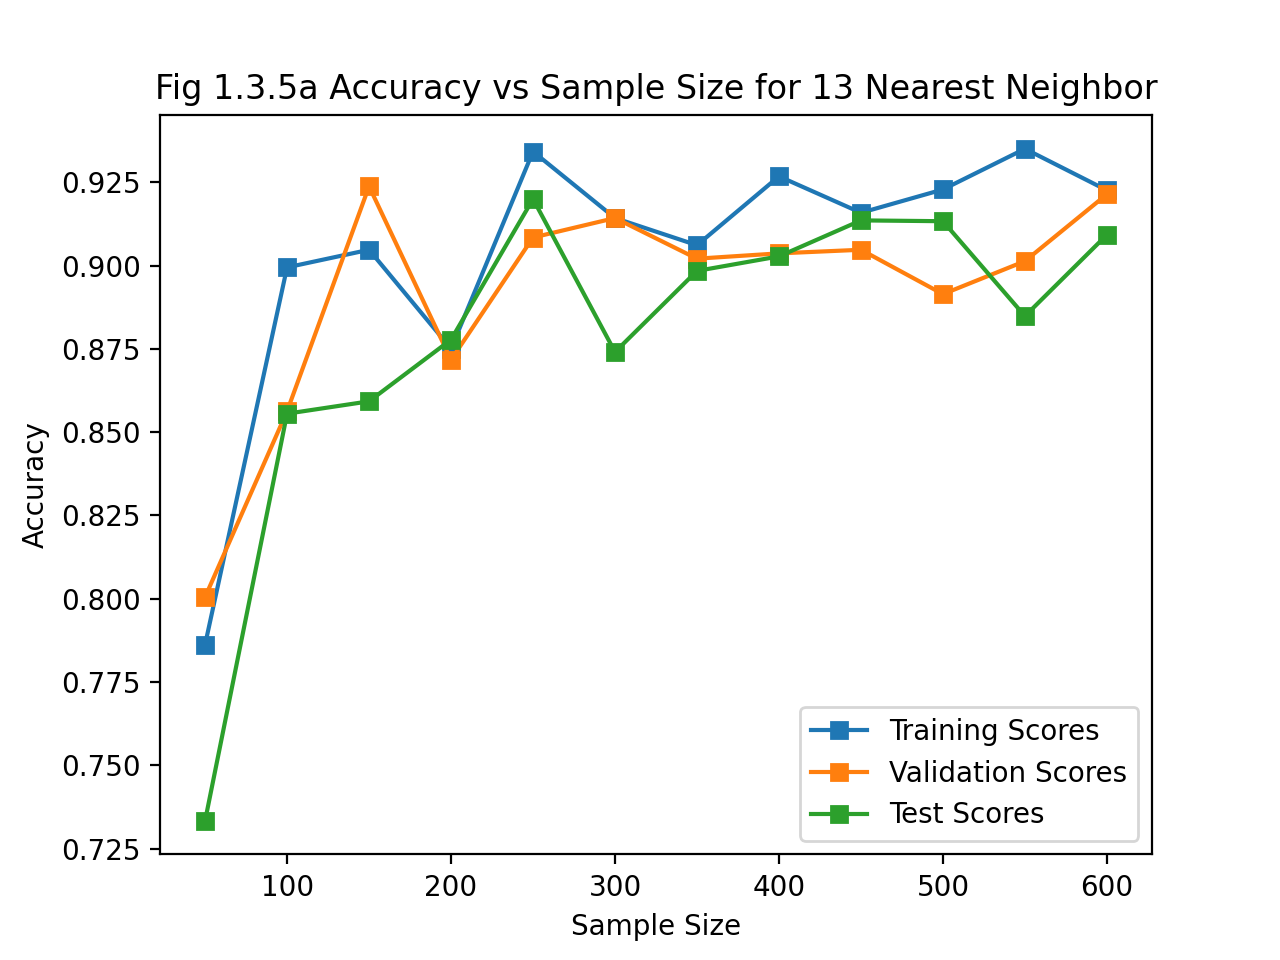 Fig 1.3.5a Accuracy vs Sample Size for 13 Nearest Neighbor
Accuracy
0.925
0.900
0.875
0.850
0.825
0.800
0.775
0.750
0.725
Training Scores
Validation Scores
Test Scores
100 200 300 400 500 600
Sample Size